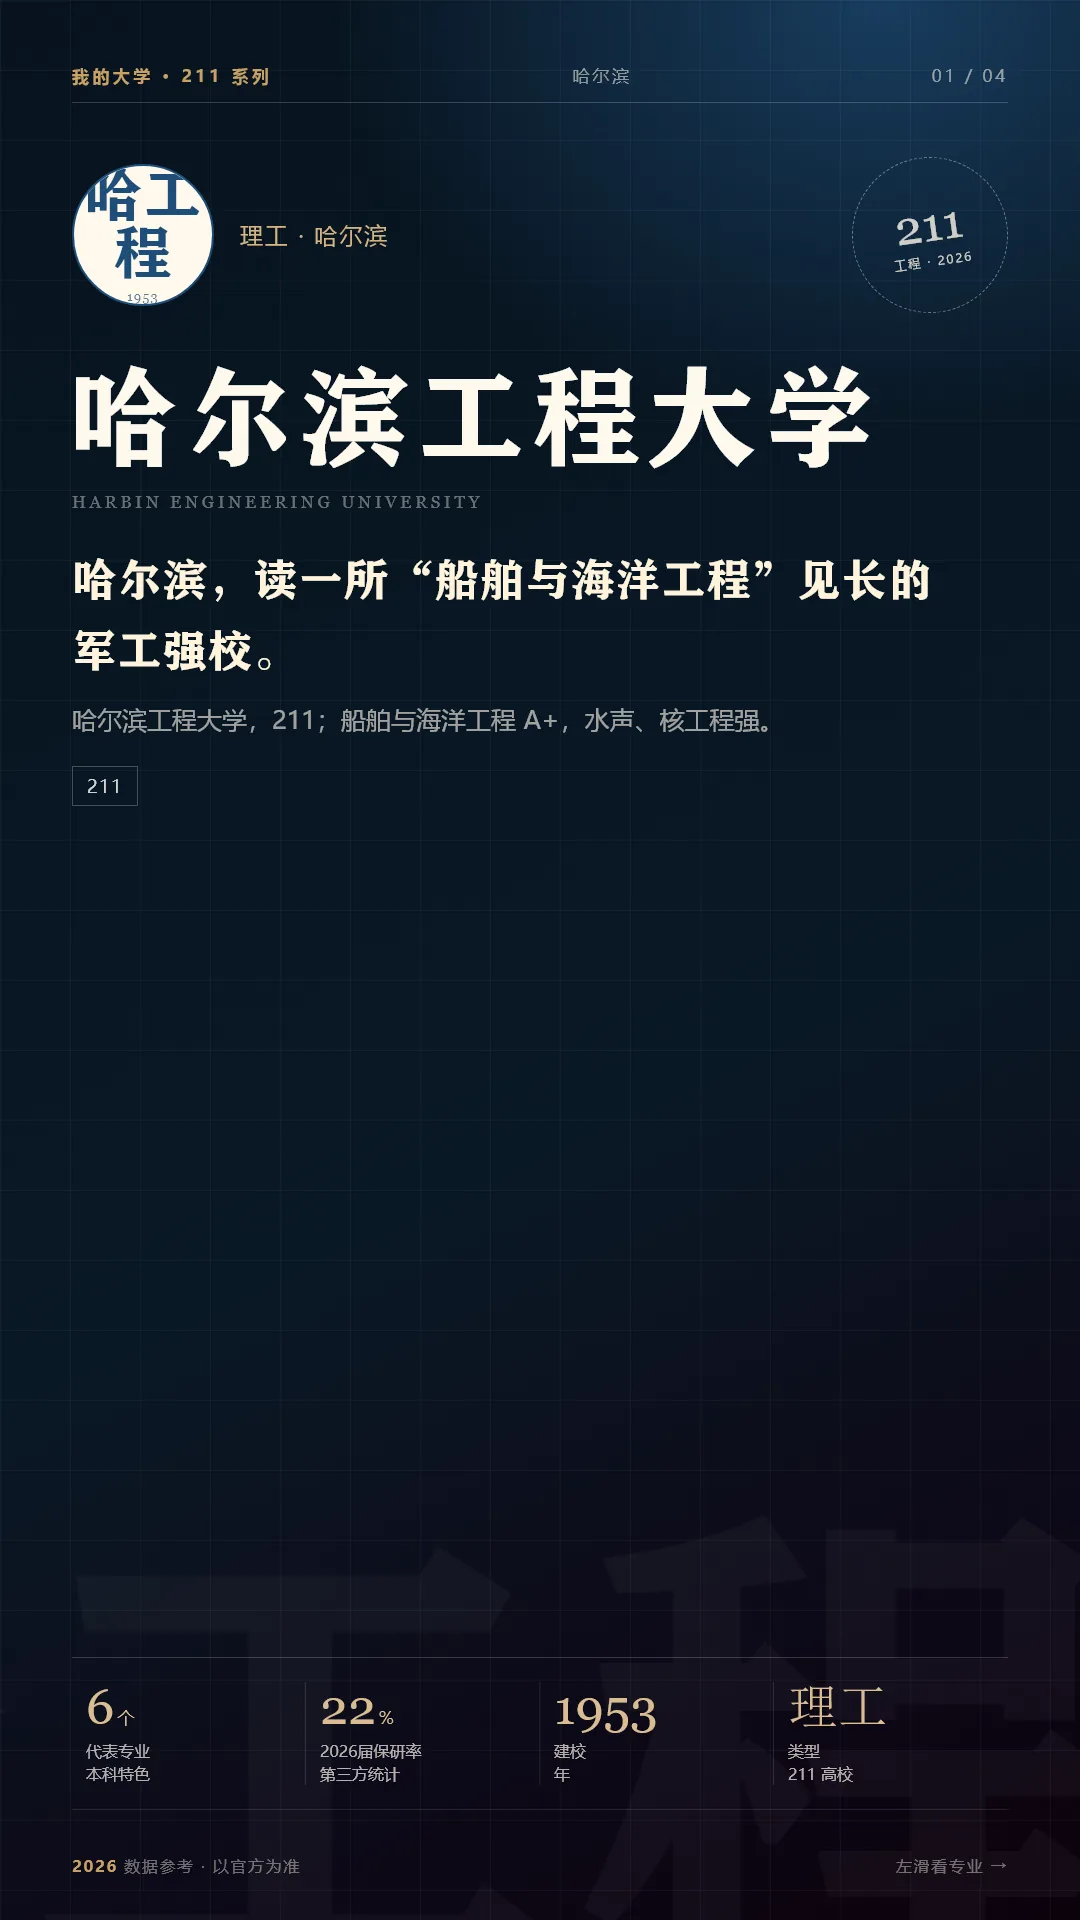 我的大学 · 211 系列
哈尔滨
01 / 04
哈工
程
1953
理工 · 哈尔滨
211
工程 · 2026
哈尔滨工程大学
HARBIN ENGINEERING UNIVERSITY
哈尔滨，读一所“船舶与海洋工程”见长的
军工强校。
哈尔滨工程大学，211；船舶与海洋工程 A+，水声、核工程强。
211
工程
6个
代表专业
本科特色
22%
2026届保研率
第三方统计
1953
建校
年
理工
类型
211 高校
2026 数据参考 · 以官方为准
左滑看专业 →